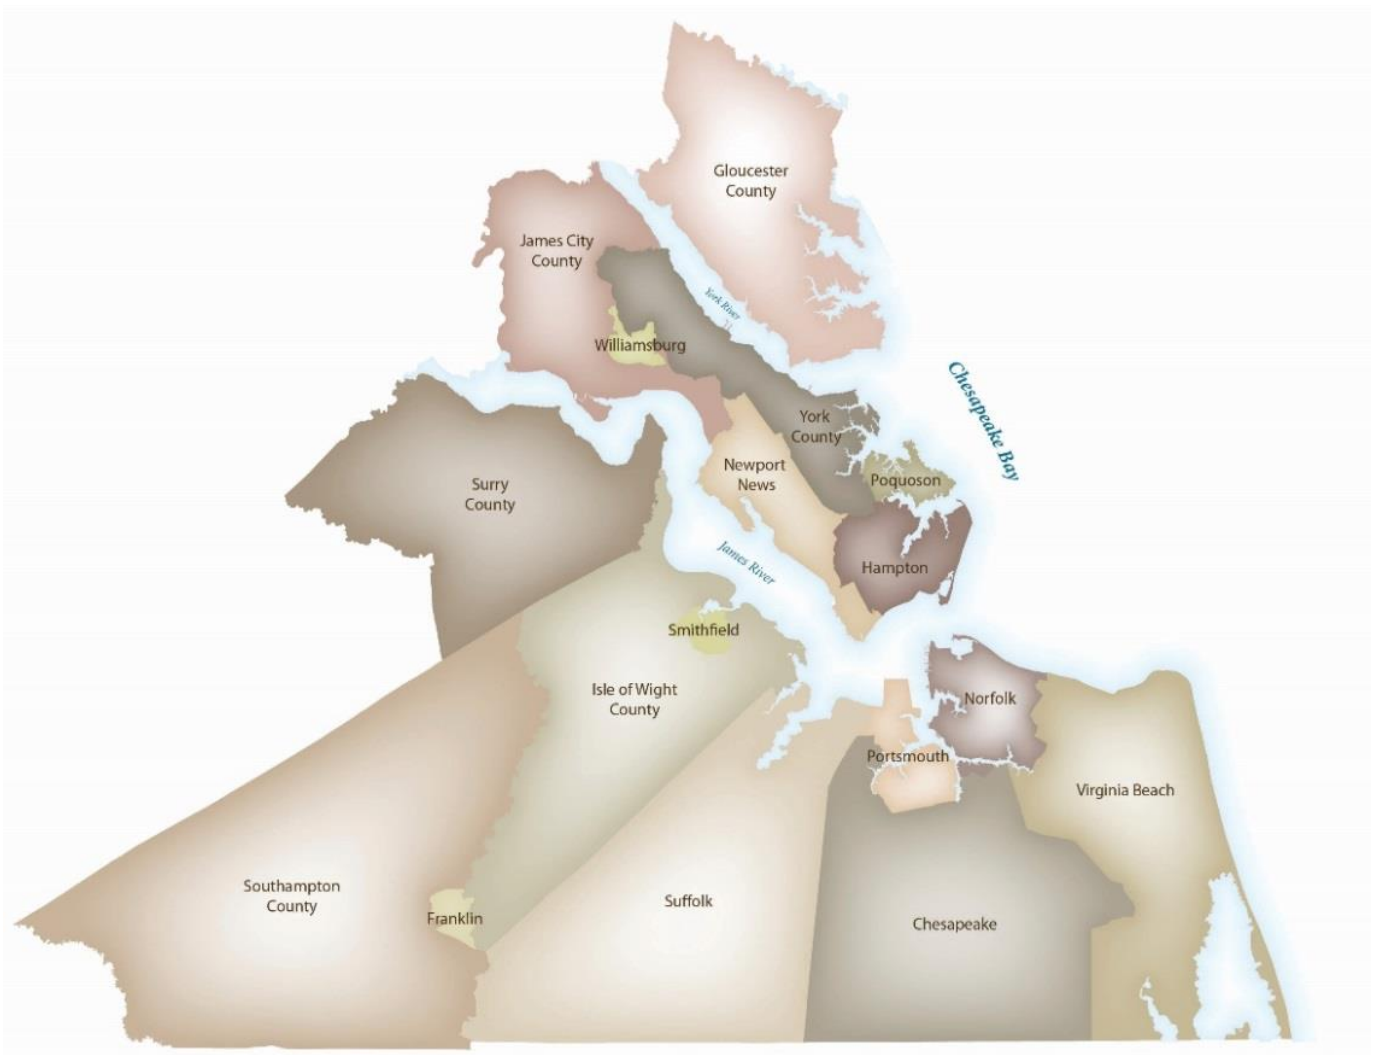 Gloucester
County
James City
County
York River
Williamsburg
Chesapeake Bay
York
County
Newport
News
Poquoson
Surry
County
James River
Hampton
Smithfield
Isle of Wight
County
Norfolk
Portsmouth
Virginia Beach
Southampton
County
Franklin
Suffolk
Chesapeake